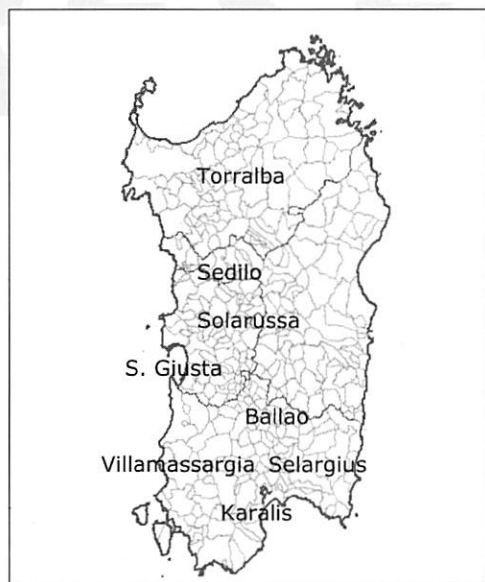 Torralba
Sedilo
Solarussa
S. Giusta
Ballao
Villamassargia Selargius
Karalis